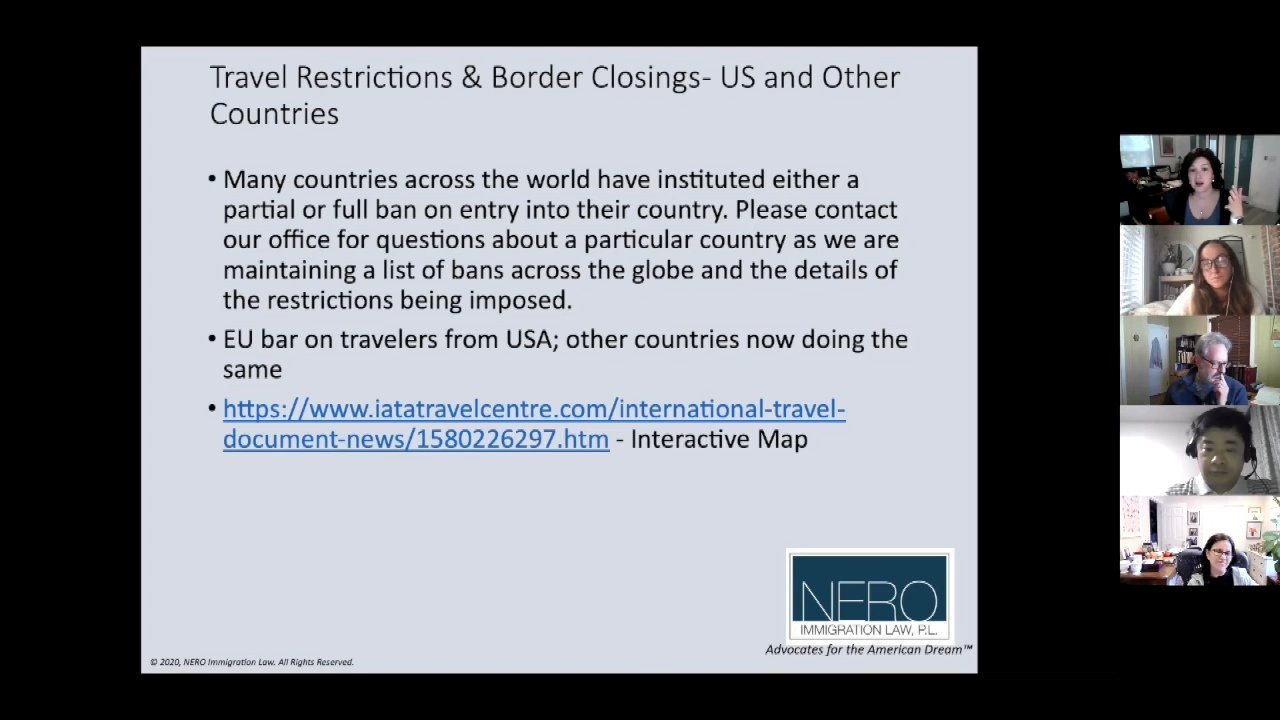 Travel Restrictions & Border Closings- US and Other
Countries
• Many countries across the world have instituted either a
partial or full ban on entry into their country. Please contact
our office for questions about a particular country as we are
maintaining a list of bans across the globe and the details of
the restrictions being imposed.
• EU bar on travelers from USA; other countries now doing the
same
• https://www.iatatravelcentre.com/international-travel-
document-news/1580226297.htm - Interactive Map
NERO
IMMIGRATION LAW, P.L.
Advocates for the American Dream™
© 2020, NERO Immigration Law. All Rights Reserved.